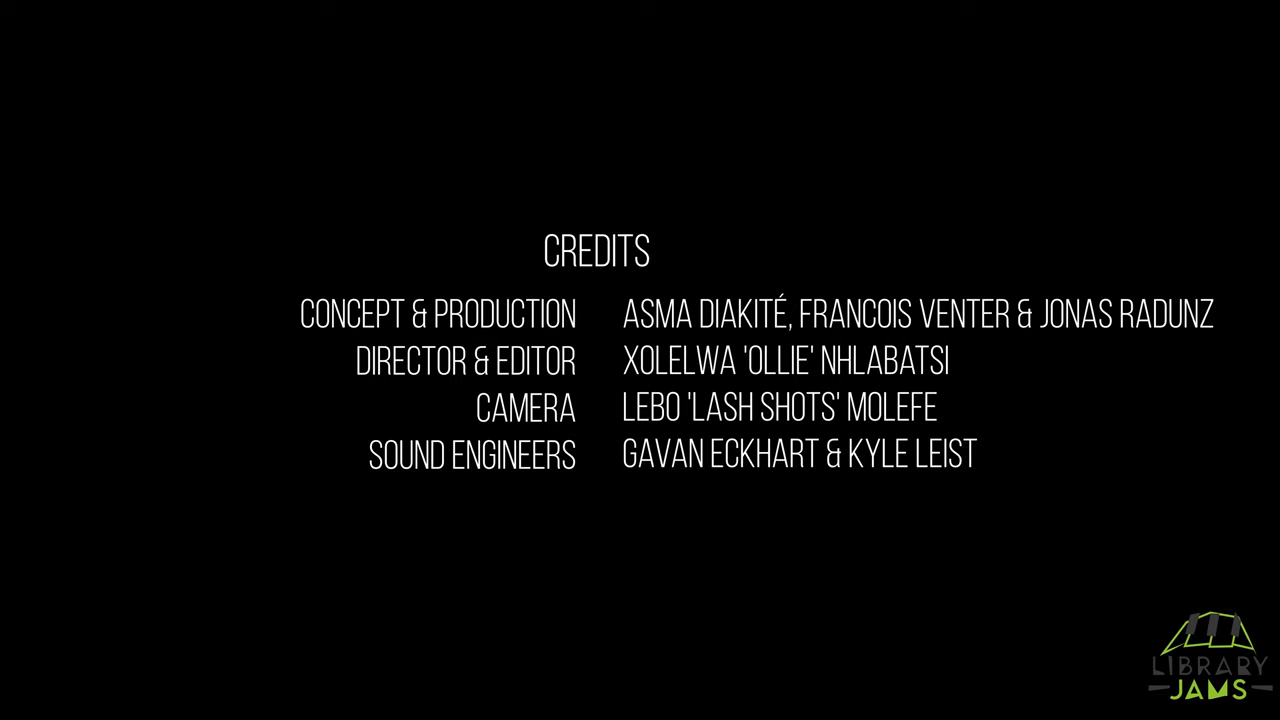 CREDITS
CONCEPT & PRODUCTION ASMA DIAKITÉ, FRANCOIS VENTER & JONAS RADUNZ
DIRECTOR & EDITOR XOLELWA 'OLLIE' NHLABATSI
CAMERA LEBO 'LASH SHOTS' MOLEFE
SOUND ENGINEERS GAVAN ECKHART & KYLE LEIST
LIBRARY
JAMS